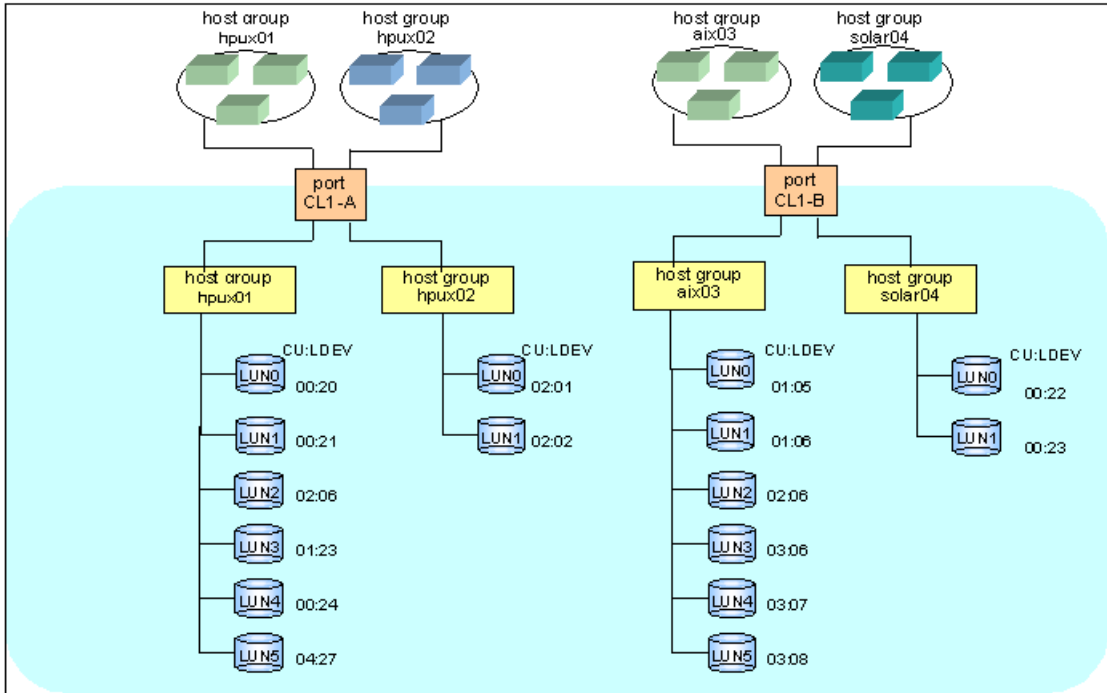 host group
hpux01
host group
hpux02
host group
aix03
host group
solar04
port
CL1-A
port
CL1-B
host group
hpux01
host group
hpux02
host group
aix03
host group
solar04
CU:LDEV
LUN0 00:20
LUN1 00:21
LUN2 02:06
LUN3 01:23
LUN4 00:24
LUN5 04:27
CU:LDEV
LUN0 02:01
LUN1 02:02
CU:LDEV
LUN0 01:05
LUN1 01:06
LUN2 02:06
LUN3 03:06
LUN4 03:07
LUN5 03:08
CU:LDEV
LUN0 00:22
LUN1 00:23